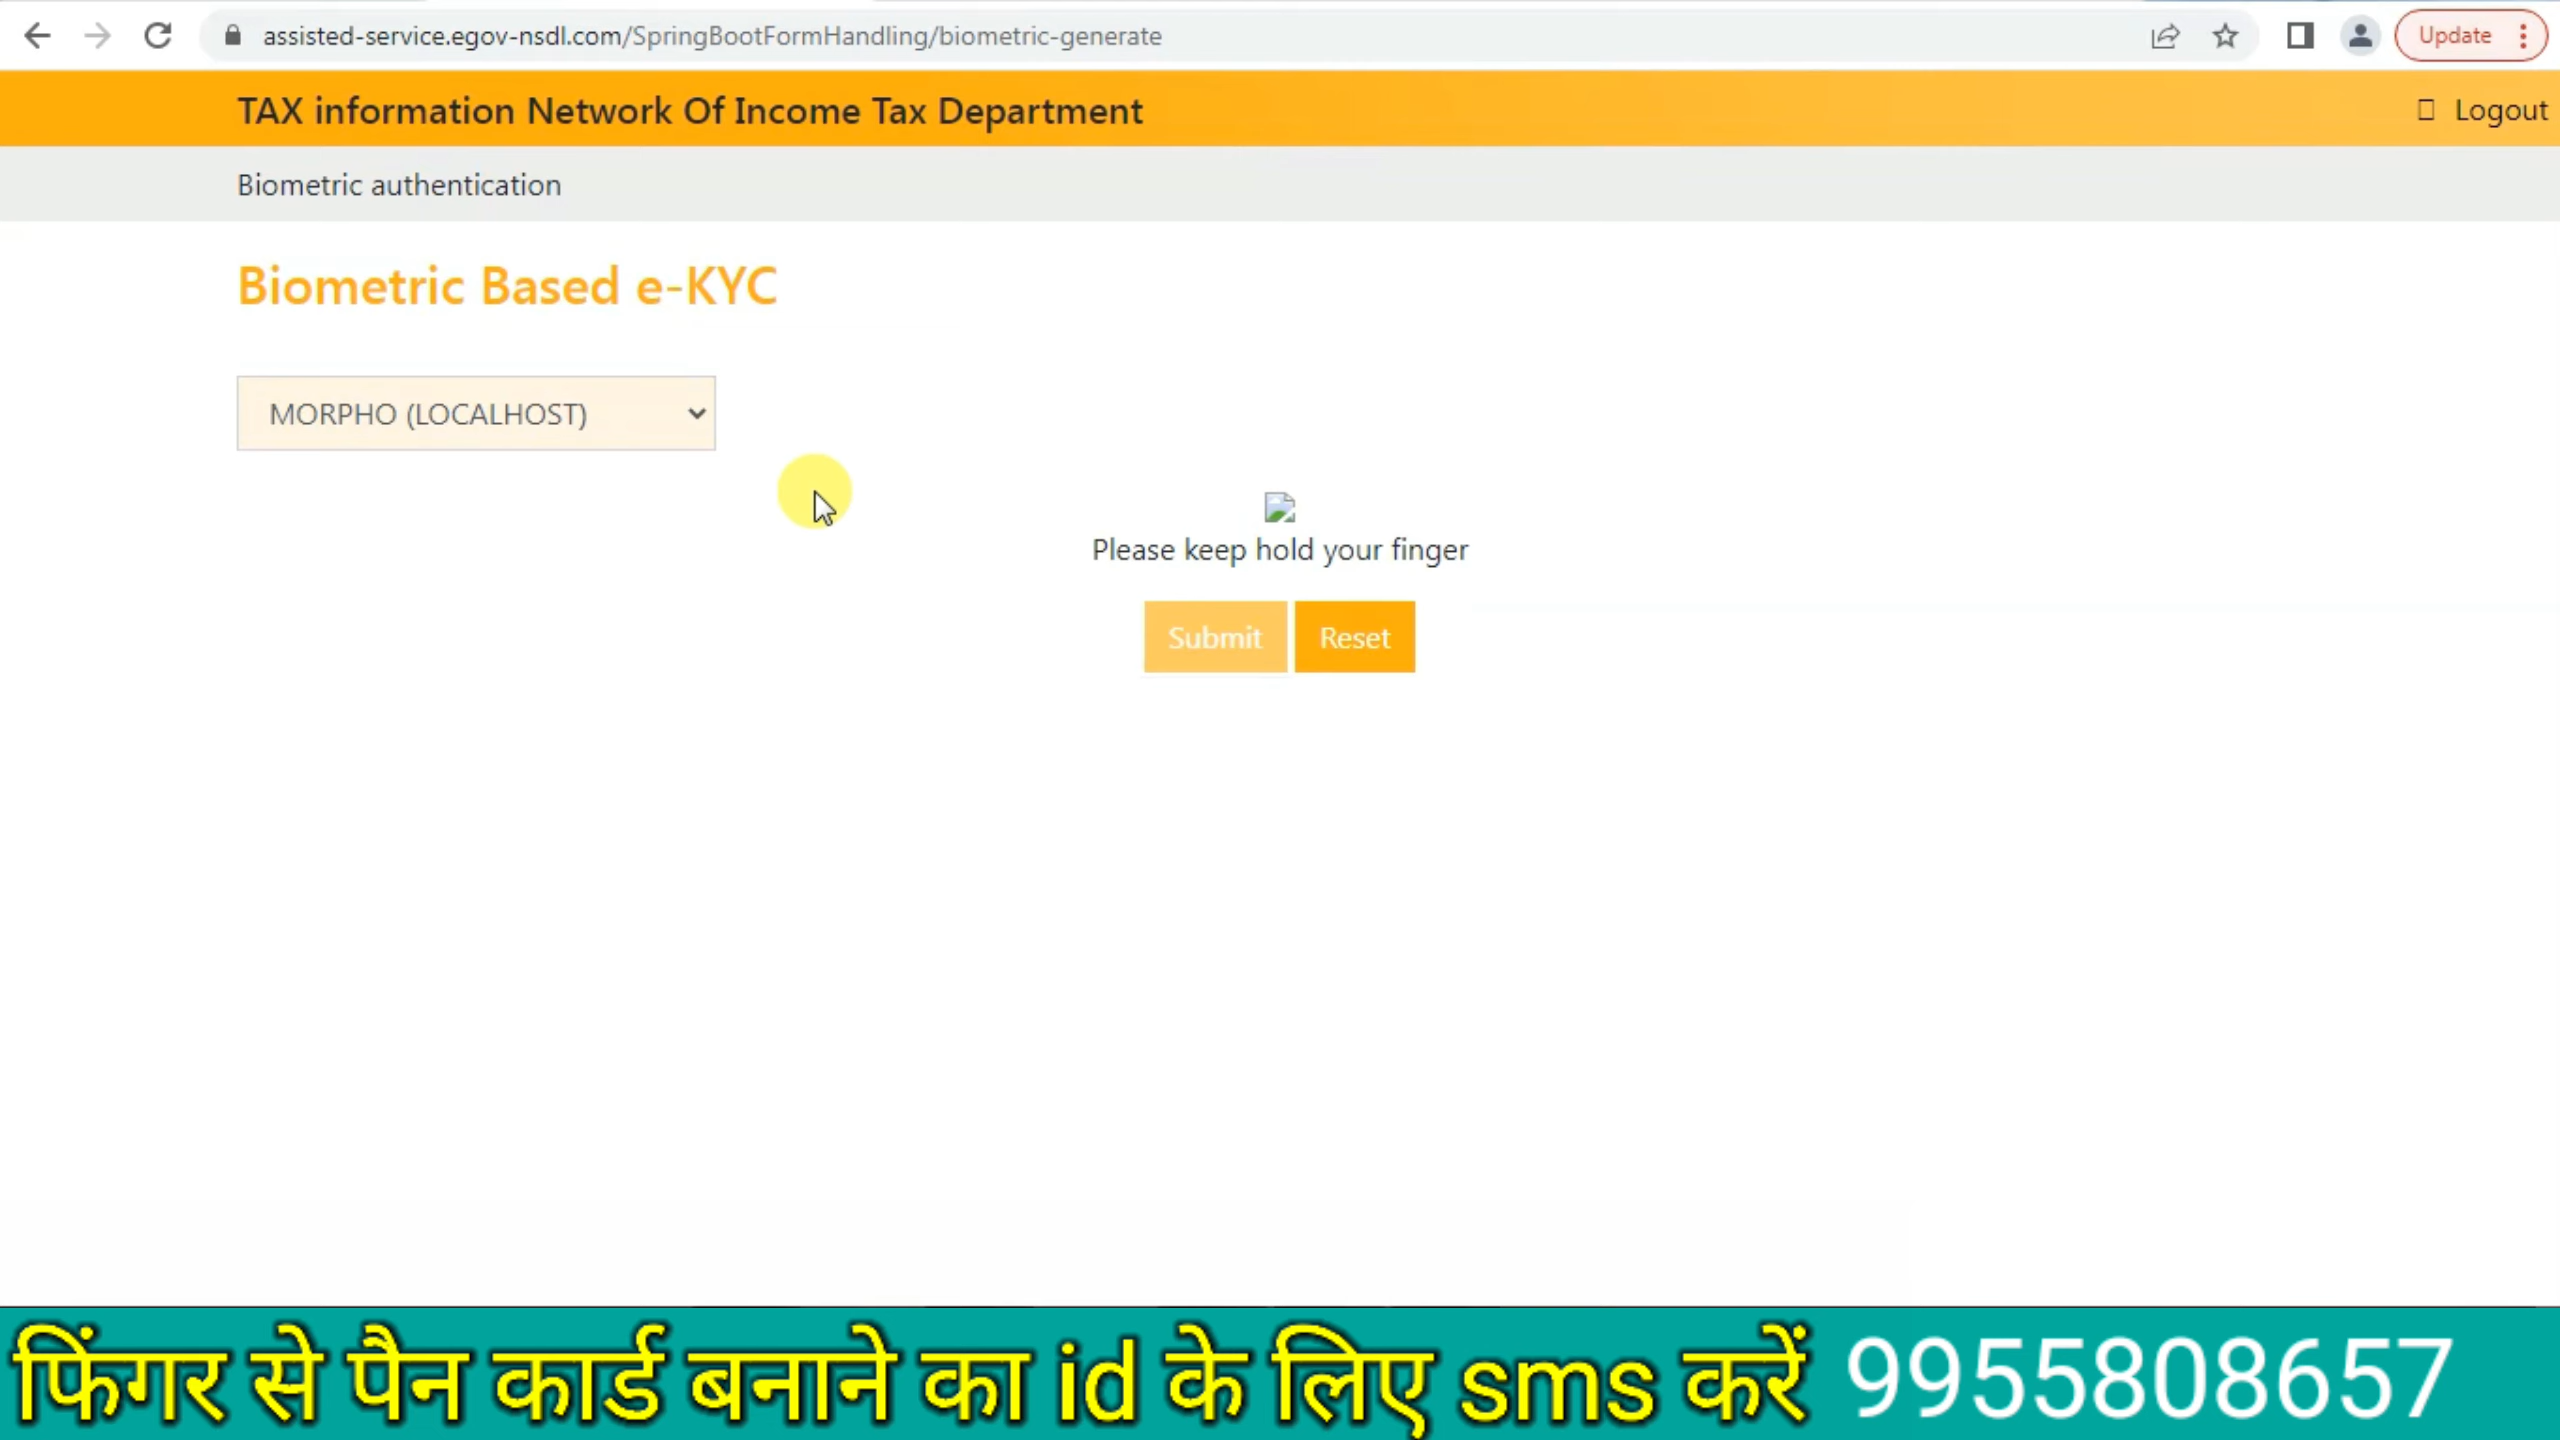 assisted-service.egov-nsdl.com/SpringBootFormHandling/biometric-generate
Update
TAX information Network Of Income Tax Department
Logout
Biometric authentication
Biometric Based e-KYC
MORPHO (LOCALHOST)
Please keep hold your finger
Submit Reset
फिंगर से पैन कार्ड बनाने का id के लिए sms करें 9955808657